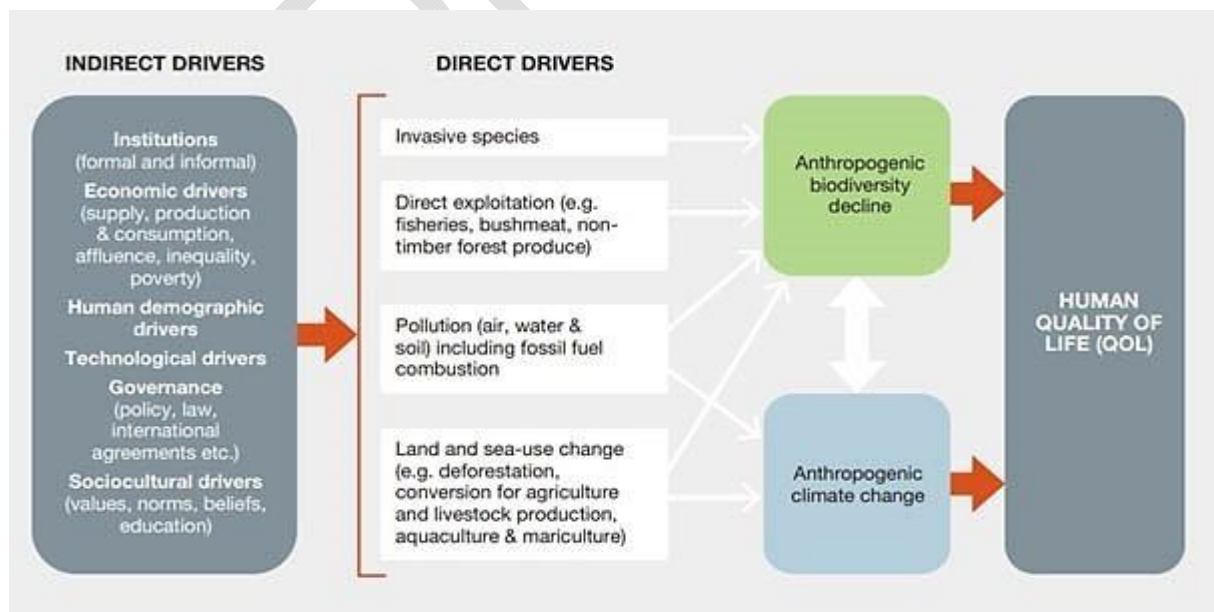 INDIRECT DRIVERS
Institutions
(formal and informal)
Economic drivers
(supply, production
& consumption,
affluence, inequality,
poverty)
Human demographic
drivers
Technological drivers
Governance
(policy, law,
international
agreements etc.)
Sociocultural drivers
(values, norms, beliefs,
education)
DIRECT DRIVERS
Invasive species
Direct exploitation (e.g.
fisheries, bushmeat, non-
timber forest produce)
Pollution (air, water &
soil) including fossil fuel
combustion
Land and sea-use change
(e.g. deforestation,
conversion for agriculture
and livestock production,
aquaculture & mariculture)
Anthropogenic
biodiversity
decline
Anthropogenic
climate change
HUMAN
QUALITY OF
LIFE (QOL)